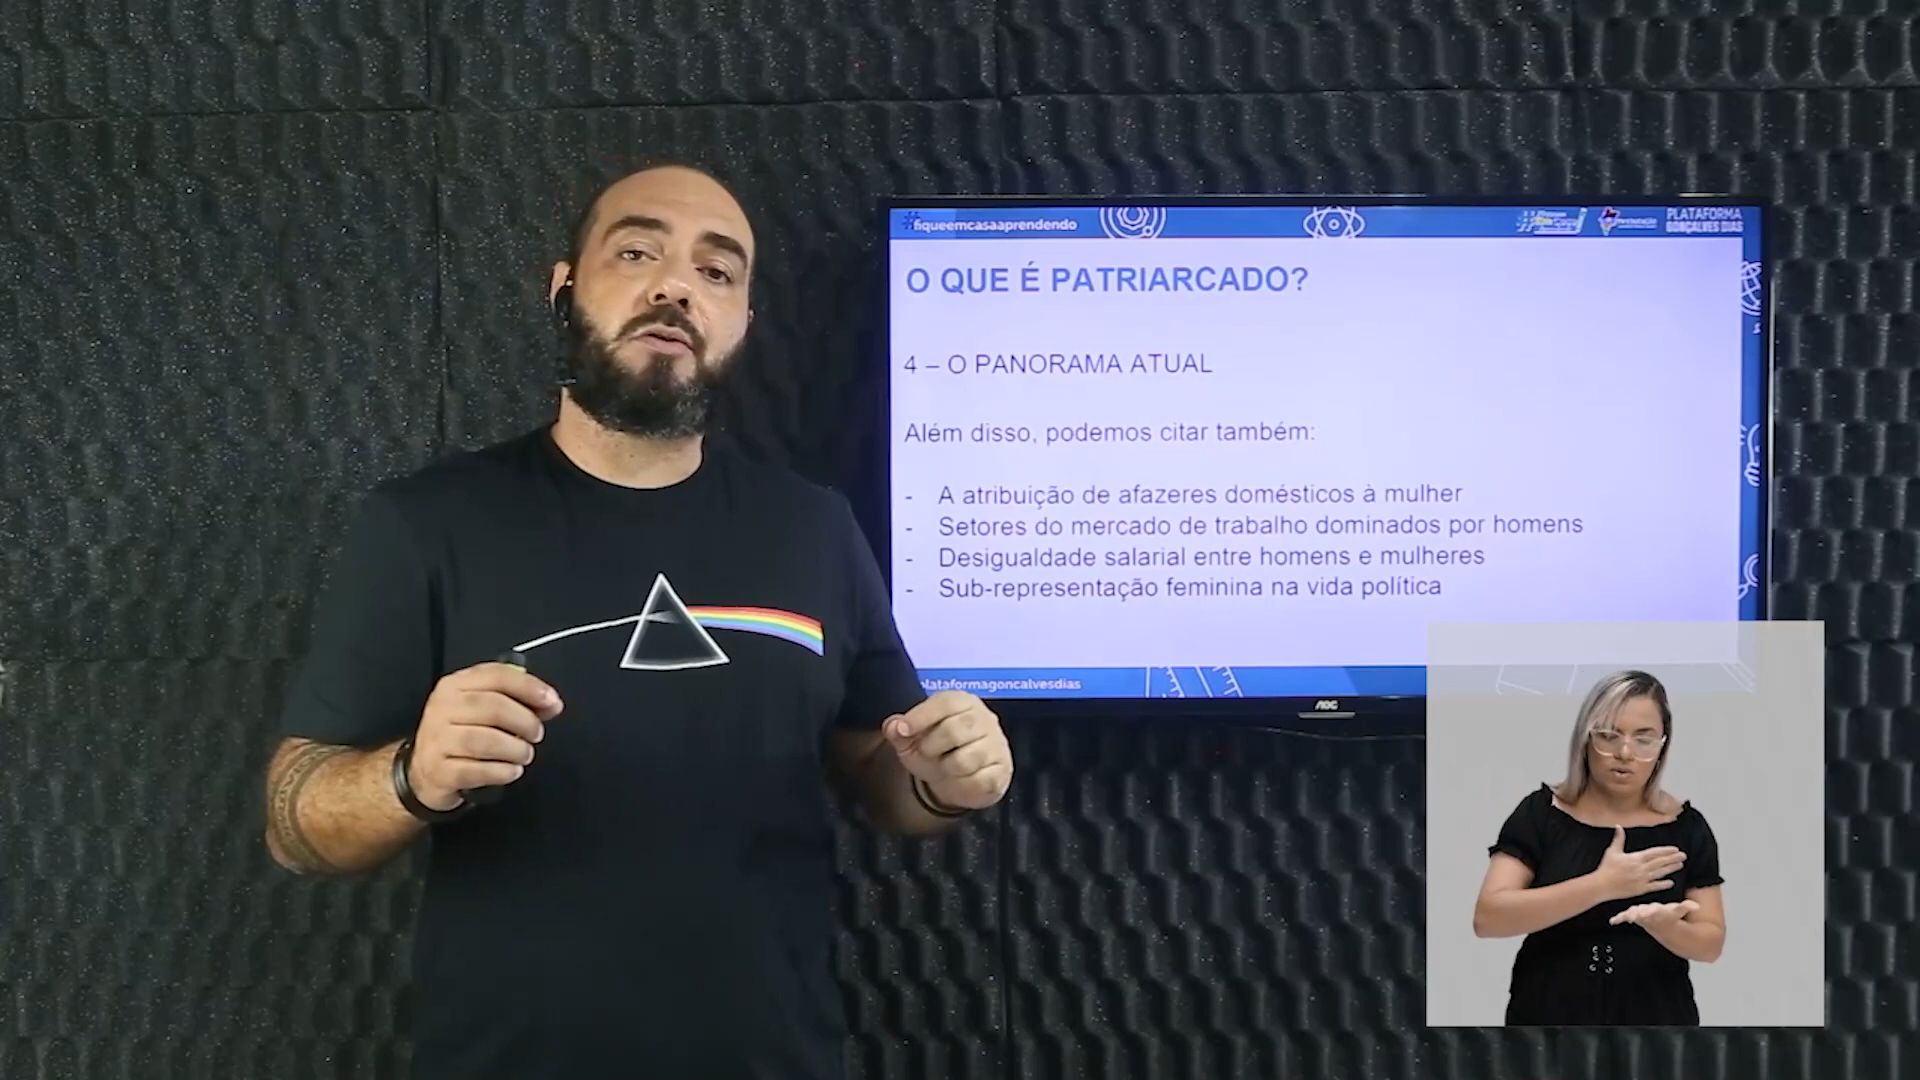 #fiqueemcasaaprendendo
PLATAFORMA
GONÇALVES DIAS
O QUE É PATRIARCADO?
4 – O PANORAMA ATUAL
Além disso, podemos citar também:
- A atribuição de afazeres domésticos à mulher
- Setores do mercado de trabalho dominados por homens
- Desigualdade salarial entre homens e mulheres
- Sub-representação feminina na vida política
plataformagoncalvesdias
AOC